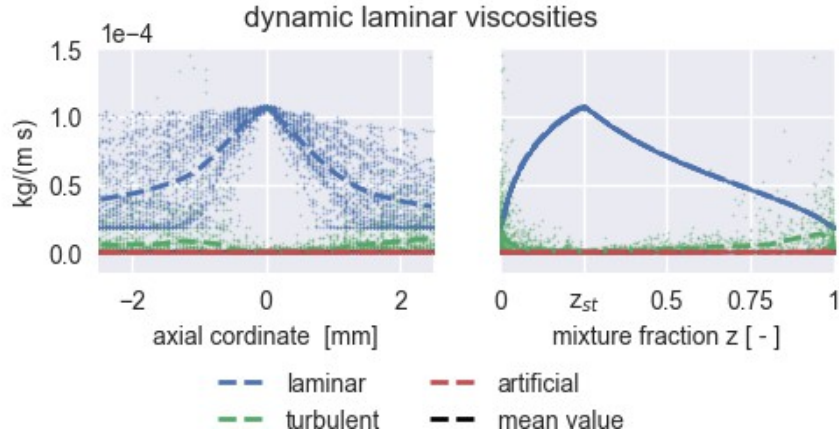 dynamic laminar viscosities
1e−4
1.5
1.0
0.5
0.0
kg/(m s)
−2 0 2
axial cordinate [mm]
0 z_st 0.5 0.75 1
mixture fraction z [ - ]
laminar artificial
turbulent mean value